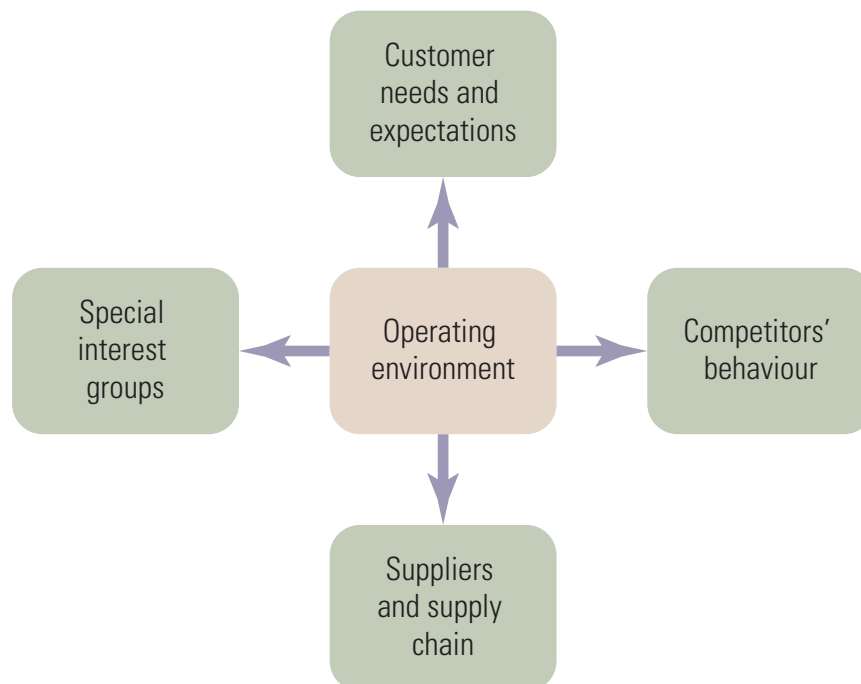 Customer
needs and
expectations
Special
interest
groups
Operating
environment
Competitors’
behaviour
Suppliers
and supply
chain